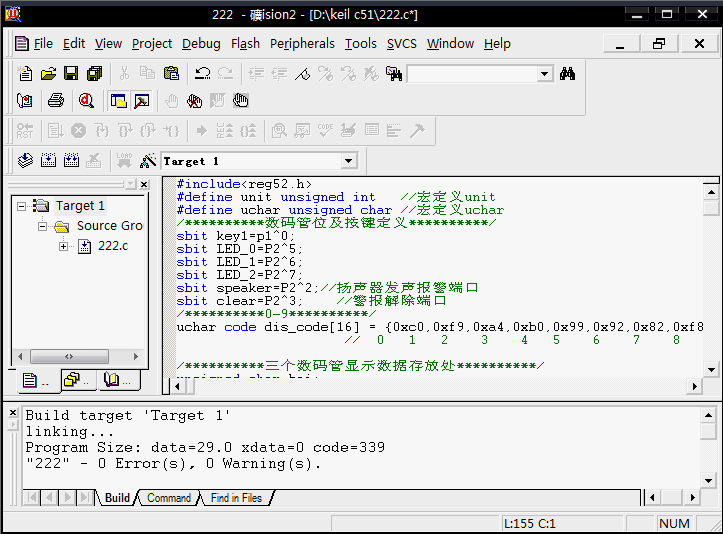 222 - 礦ision2 - [D:\keil c51\222.c*]
File Edit View Project Debug Flash Peripherals Tools SVCS Window Help
Target 1
Target 1
Source Gro
222.c
#include<reg52.h>
#define unit unsigned int //宏定义unit
#define uchar unsigned char //宏定义uchar
/**********数码管位及按键定义**********/
sbit key1=p1^0;
sbit LED_0=P2^5;
sbit LED_1=P2^6;
sbit LED_2=P2^7;
sbit speaker=P2^2;//扬声器发声报警端口
sbit clear=P2^3; //警报解除端口
/**********0-9**********/
uchar code dis_code[16] = {0xc0,0xf9,0xa4,0xb0,0x99,0x92,0x82,0xf8
// 0 1 2 3 4 5 6 7 8
/**********三个数码管显示数据存放处**********/
unsigned char bai;
Build target 'Target 1'
linking...
Program Size: data=29.0 xdata=0 code=339
"222" - 0 Error(s), 0 Warning(s).
Build Command Find in Files
L:155 C:1 NUM